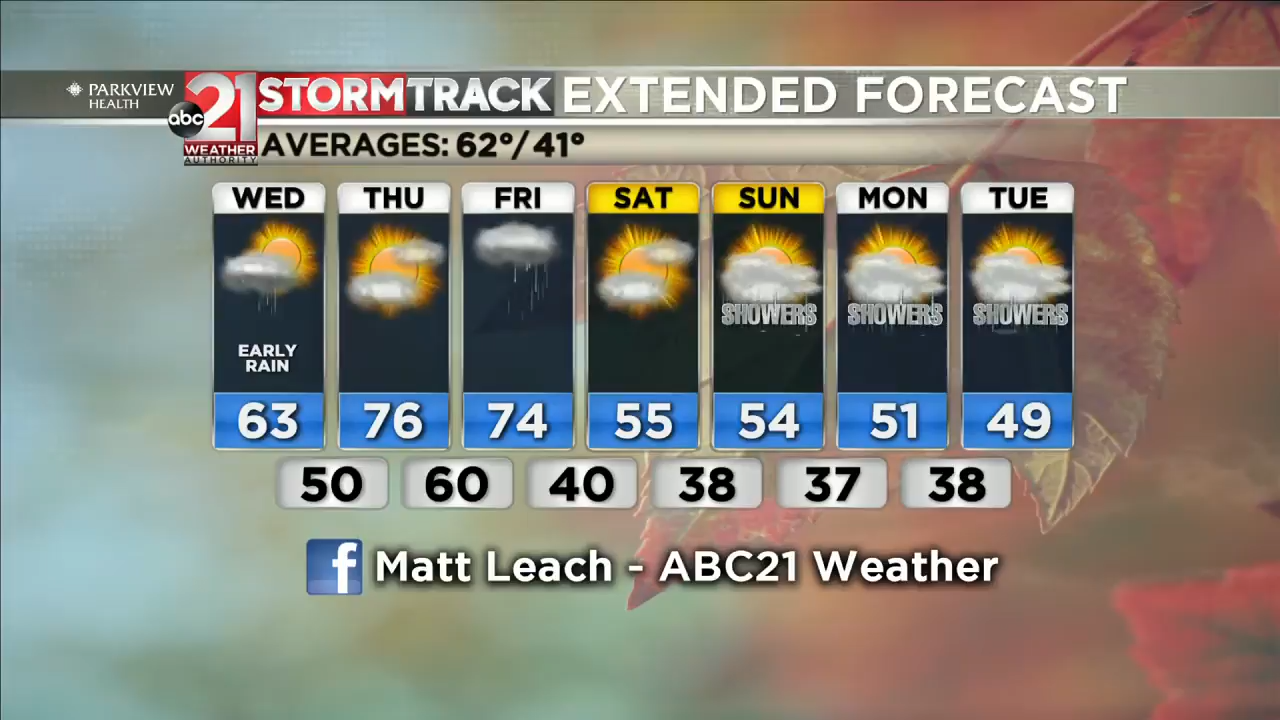 PARKVIEW
HEALTH
abc
21
WEATHER
AUTHORITY
STORMTRACK EXTENDED FORECAST
AVERAGES: 62°/41°
WED THU FRI SAT SUN MON TUE
SHOWERS SHOWERS SHOWERS
EARLY
RAIN
63 76 74 55 54 51 49
50 60 40 38 37 38
f Matt Leach - ABC21 Weather